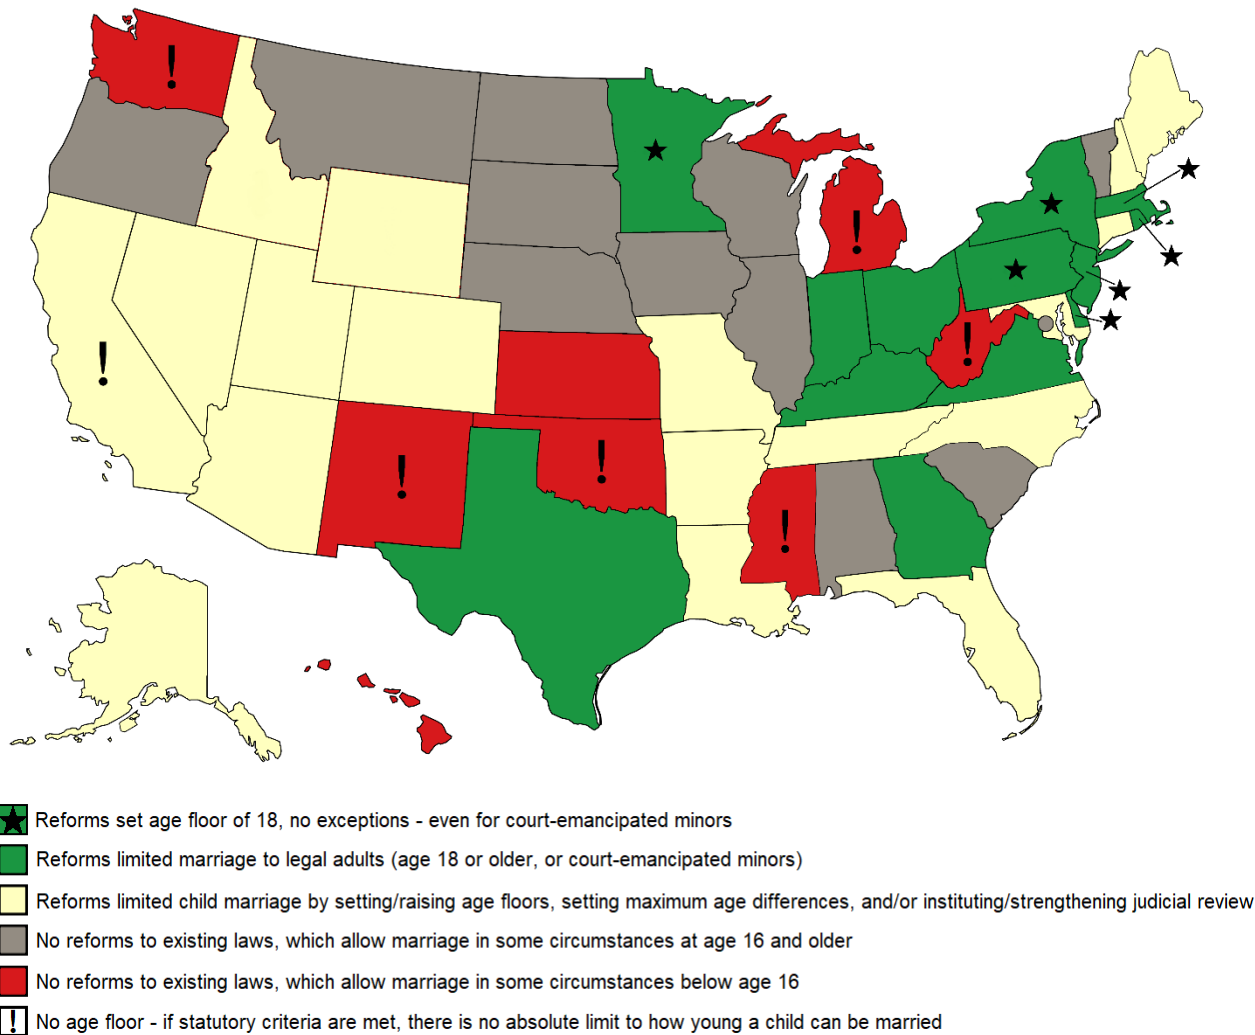 !
!
!
!
!
!
!
Reforms set age floor of 18, no exceptions - even for court-emancipated minors
Reforms limited marriage to legal adults (age 18 or older, or court-emancipated minors)
Reforms limited child marriage by setting/raising age floors, setting maximum age differences, and/or instituting/strengthening judicial review
No reforms to existing laws, which allow marriage in some circumstances at age 16 and older
No reforms to existing laws, which allow marriage in some circumstances below age 16
! No age floor - if statutory criteria are met, there is no absolute limit to how young a child can be married